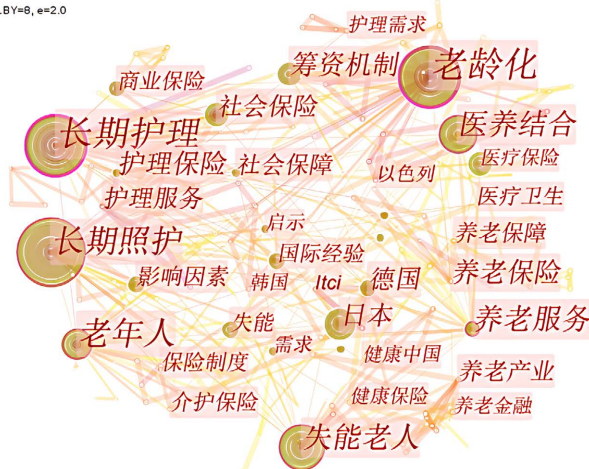 LBY=8, e=2.0
护理需求
老龄化
筹资机制
商业保险
社会保险
医养结合
长期护理
医疗保险
护理保险
社会保障
以色列
医疗卫生
护理服务
启示
养老保障
长期照护
国际经验
养老保险
影响因素
韩国
ltci
德国
日本
养老服务
失能
老年人
需求
健康中国
保险制度
养老产业
介护保险
健康保险
养老金融
失能老人